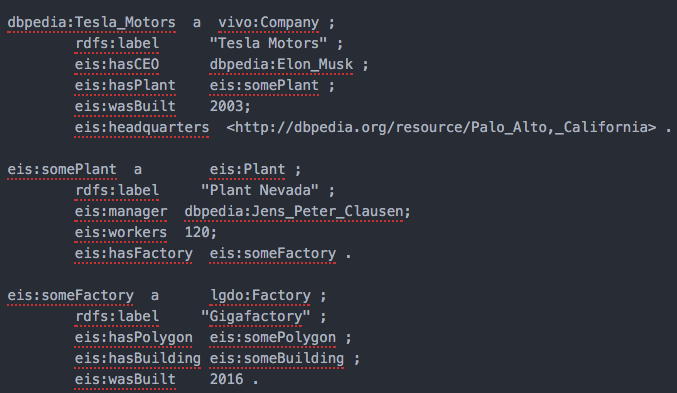 dbpedia:Tesla_Motors a vivo:Company ;
rdfs:label "Tesla Motors" ;
eis:hasCEO dbpedia:Elon_Musk ;
eis:hasPlant eis:somePlant ;
eis:wasBuilt 2003;
eis:headquarters <http://dbpedia.org/resource/Palo_Alto,_California> .
eis:somePlant a eis:Plant ;
rdfs:label "Plant Nevada" ;
eis:manager dbpedia:Jens_Peter_Clausen;
eis:workers 120;
eis:hasFactory eis:someFactory .
eis:someFactory a lgdo:Factory ;
rdfs:label "Gigafactory" ;
eis:hasPolygon eis:somePolygon ;
eis:hasBuilding eis:someBuilding ;
eis:wasBuilt 2016 .